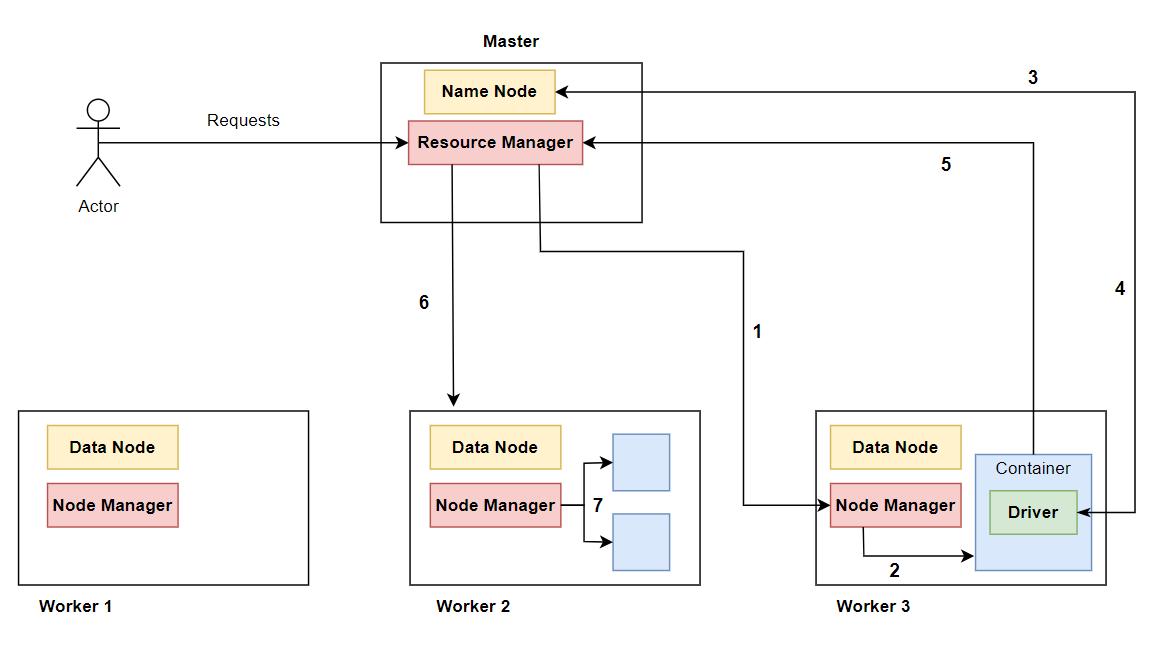 Master
Name Node
3
Requests
Resource Manager
5
Actor
6
4
1
Data Node
Node Manager
Worker 1
Data Node
Node Manager
7
Worker 2
Data Node
Container
Node Manager
Driver
2
Worker 3